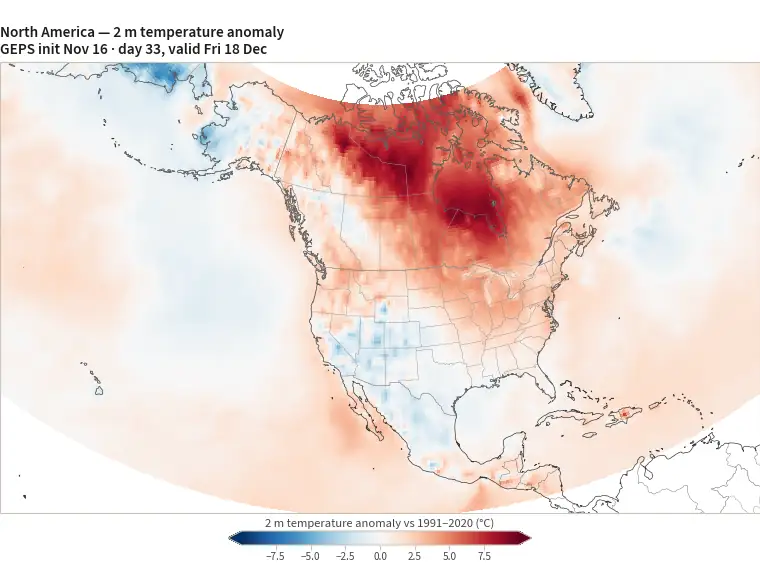 North America — 2 m temperature anomaly
GEPS init Nov 16 · day 33, valid Fri 18 Dec
2 m temperature anomaly vs 1991–2020 (°C)
−7.5 −5.0 −2.5 0.0 2.5 5.0 7.5